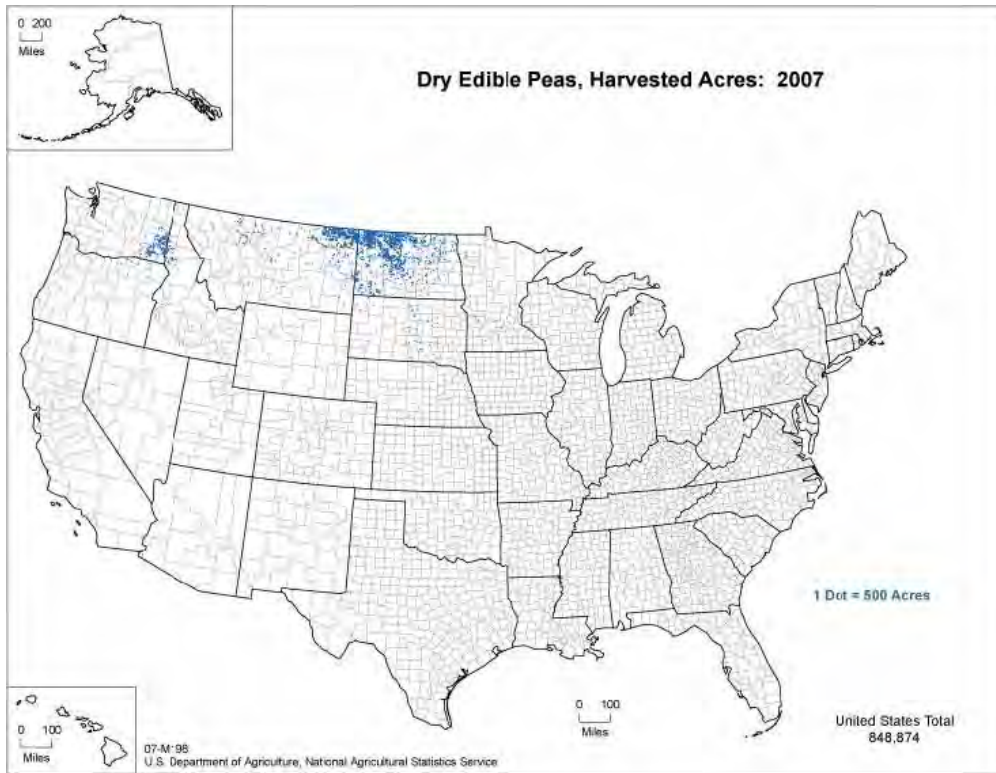 0 200
Miles
Dry Edible Peas, Harvested Acres: 2007
1 Dot = 500 Acres
0 100
Miles
0 100
Miles
United States Total
848,874
07-M'98
U.S. Department of Agriculture, National Agricultural Statistics Service